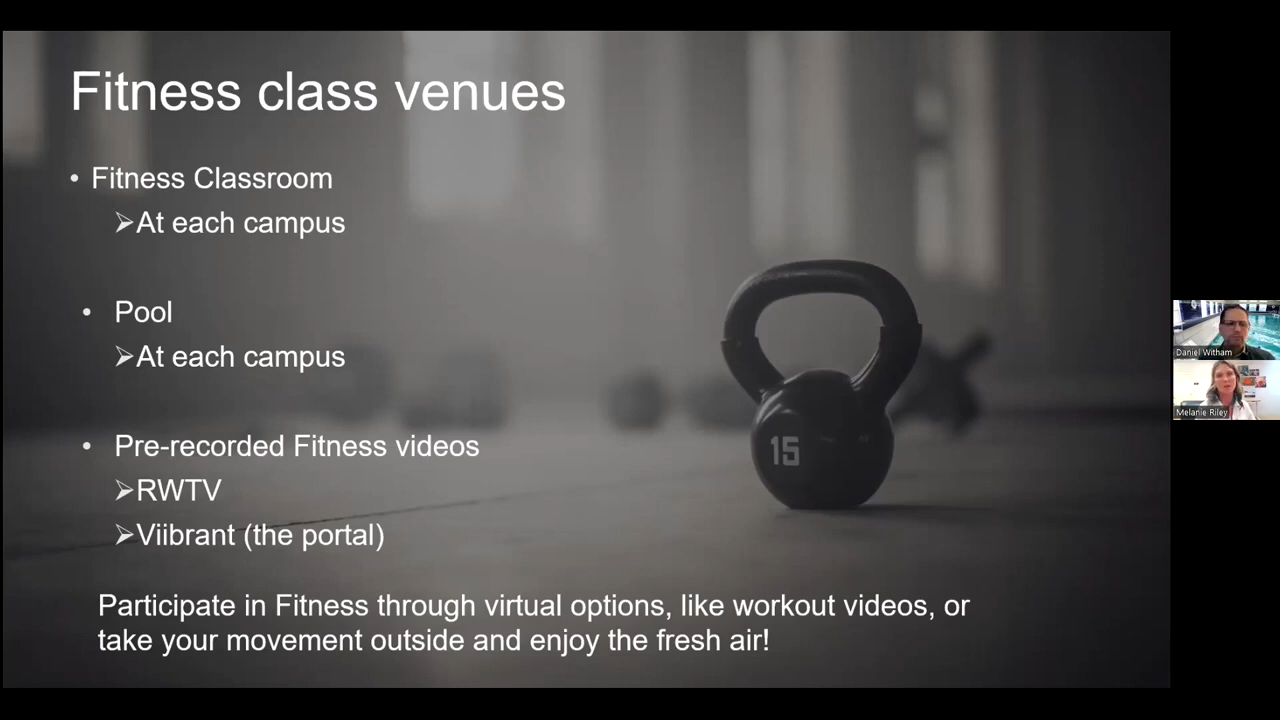 Fitness class venues
• Fitness Classroom
➢At each campus
• Pool
➢At each campus
• Pre-recorded Fitness videos
➢RWTV
➢Viibrant (the portal)
Participate in Fitness through virtual options, like workout videos, or
take your movement outside and enjoy the fresh air!
15
Daniel Witham
Melanie Riley